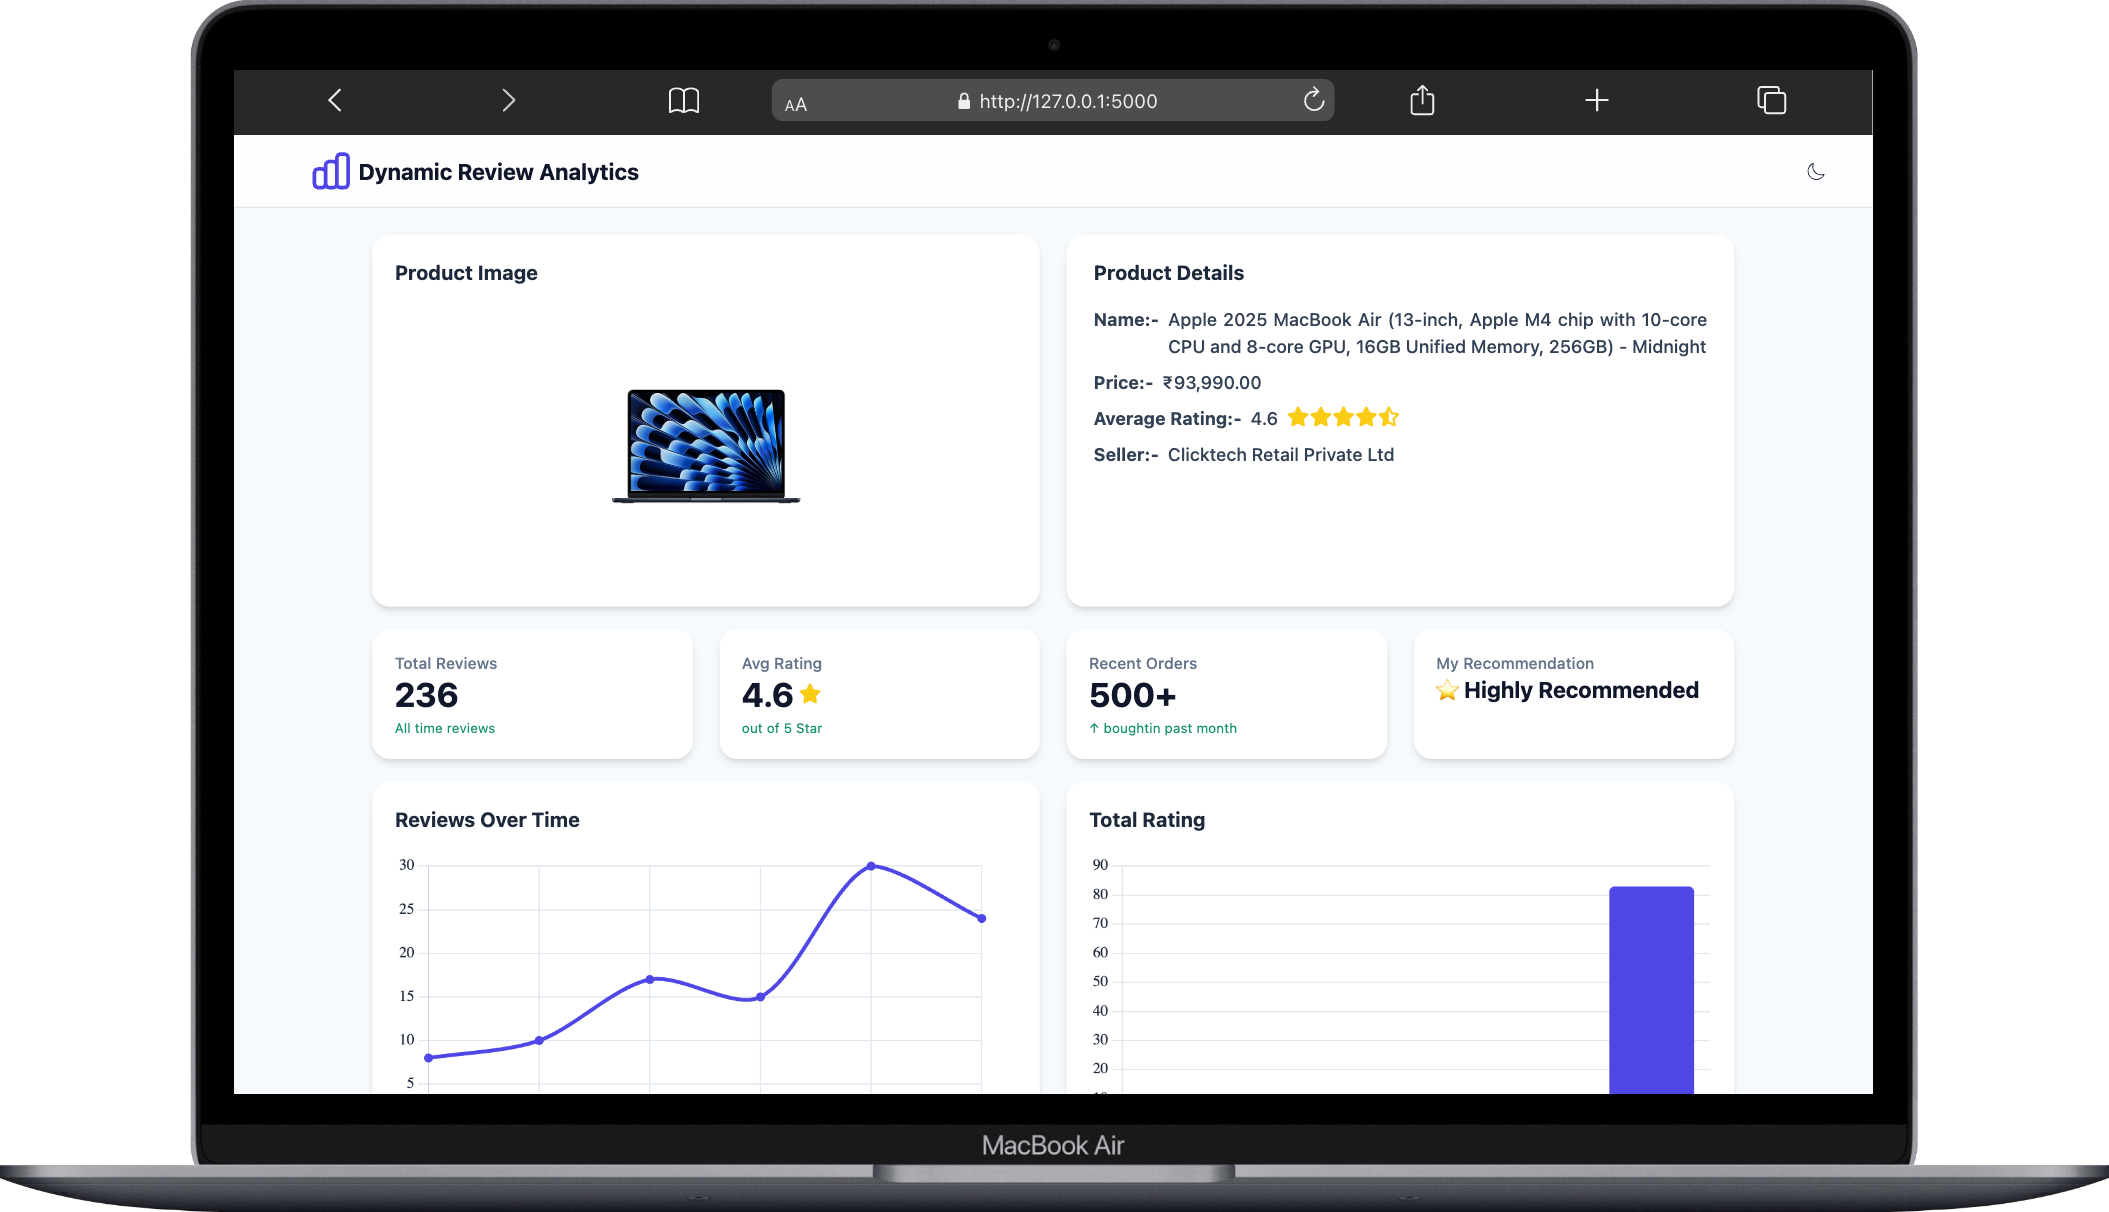 AA
http://127.0.0.1:5000
Dynamic Review Analytics
Product Image
Product Details
Name:- Apple 2025 MacBook Air (13-inch, Apple M4 chip with 10-core
CPU and 8-core GPU, 16GB Unified Memory, 256GB) - Midnight
Price:- ₹93,990.00
Average Rating:- 4.6
Seller:- Clicktech Retail Private Ltd
Total Reviews
236
All time reviews
Avg Rating
4.6
out of 5 Star
Recent Orders
500+
↑ boughtin past month
My Recommendation
Highly Recommended
Reviews Over Time
30
25
20
15
10
5
Total Rating
90
80
70
60
50
40
30
20
MacBook Air